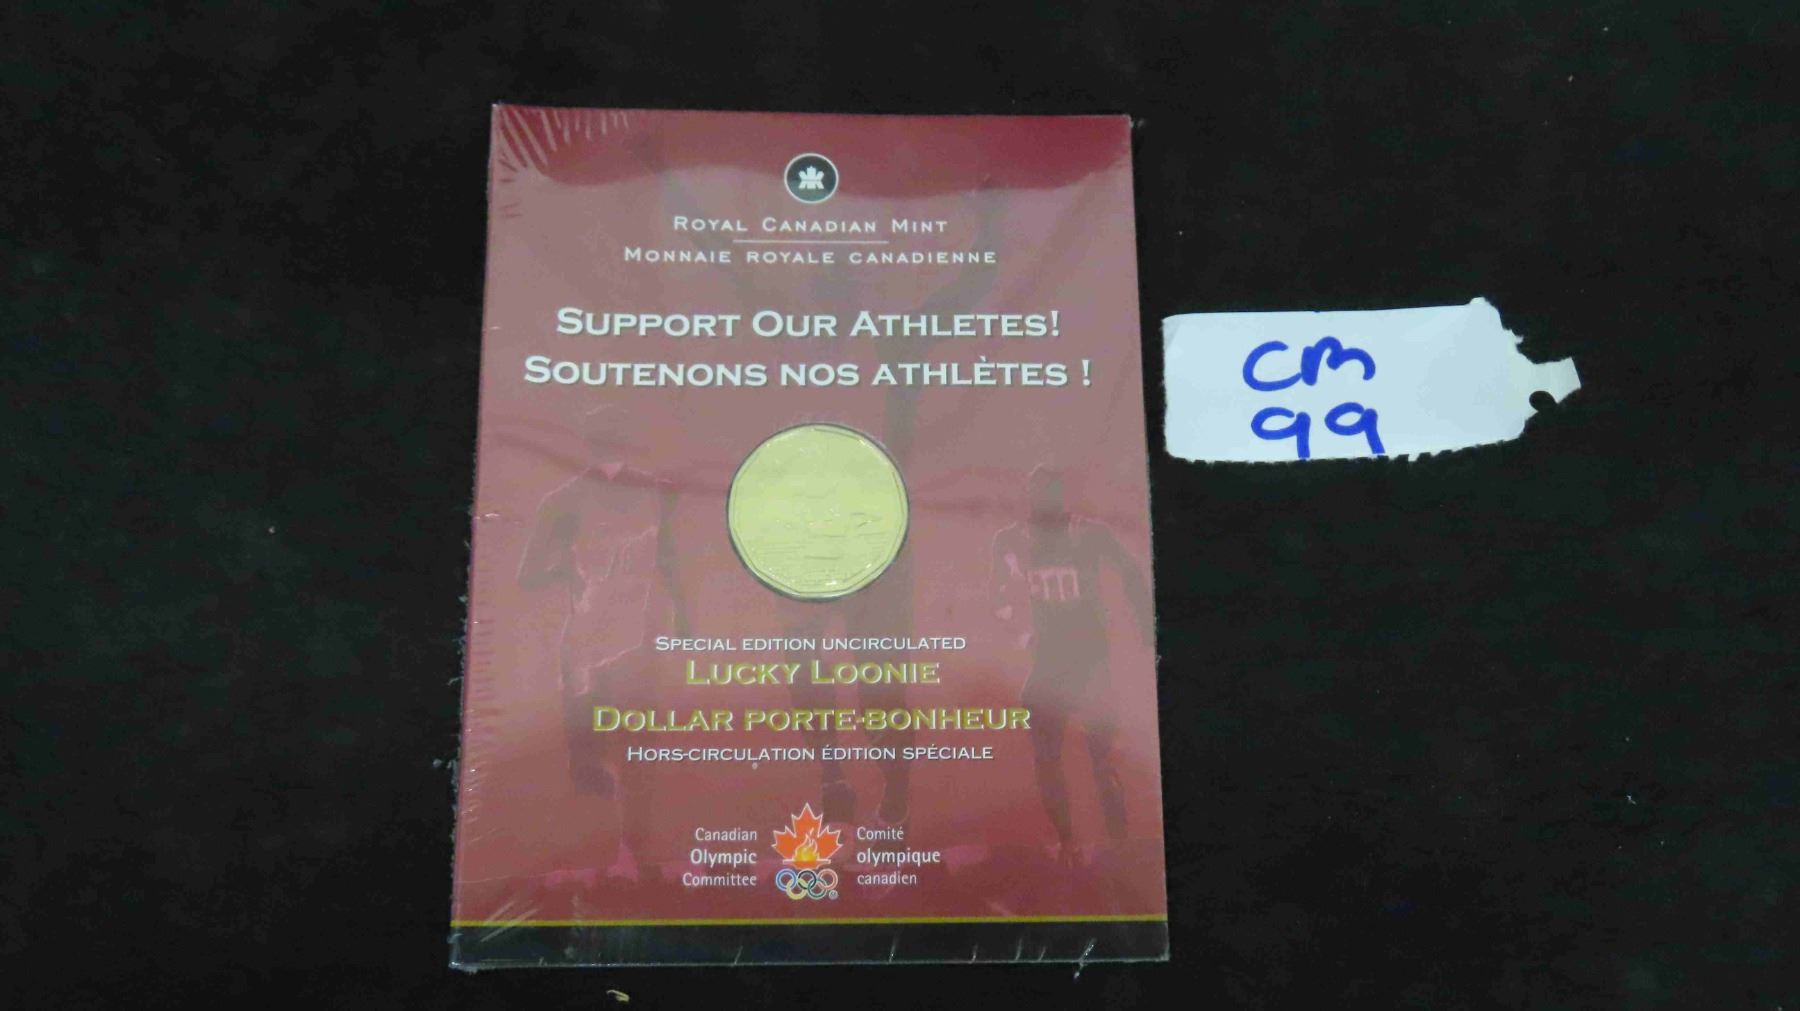 ROYAL CANADIAN MINT
MONNAIE ROYALE CANADIENNE
SUPPORT OUR ATHLETES!
SOUTENONS NOS ATHLÈTES !
SPECIAL EDITION UNCIRCULATED
LUCKY LOONIE
DOLLAR PORTE-BONHEUR
HORS-CIRCULATION ÉDITION SPÉCIALE
Canadian
Olympic
Committee
Comité
olympique
canadien
CM
99